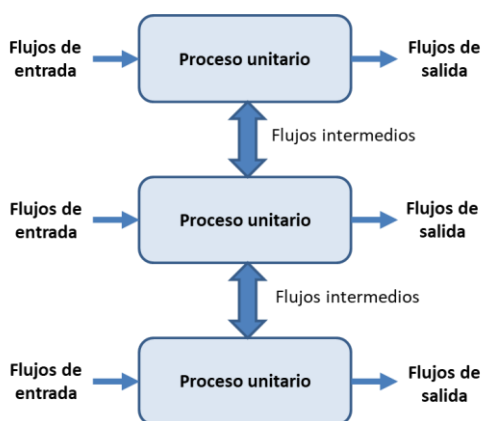 Flujos de
entrada
Proceso unitario
Flujos de
salida
Flujos intermedios
Flujos de
entrada
Proceso unitario
Flujos de
salida
Flujos intermedios
Flujos de
entrada
Proceso unitario
Flujos de
salida